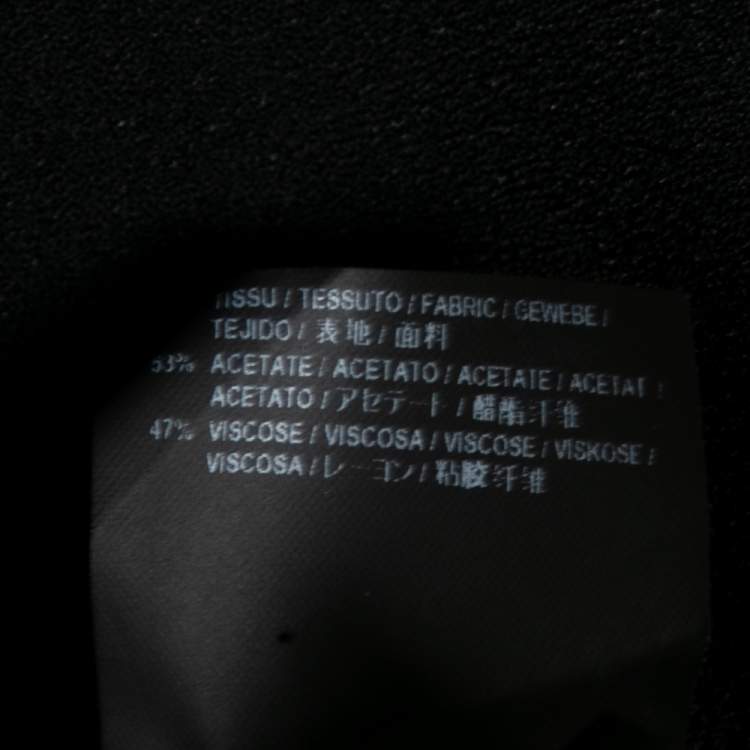 TISSU / TESSUTO / FABRIC / GEWEBE /
TEJIDO / 表地 / 面料
53% ACETATE / ACETATO / ACETATE / ACETAT /
ACETATO / アセテート / 醋酯纤维
47% VISCOSE / VISCOSA / VISCOSE / VISKOSE /
VISCOSA / レーヨン / 粘胶纤维